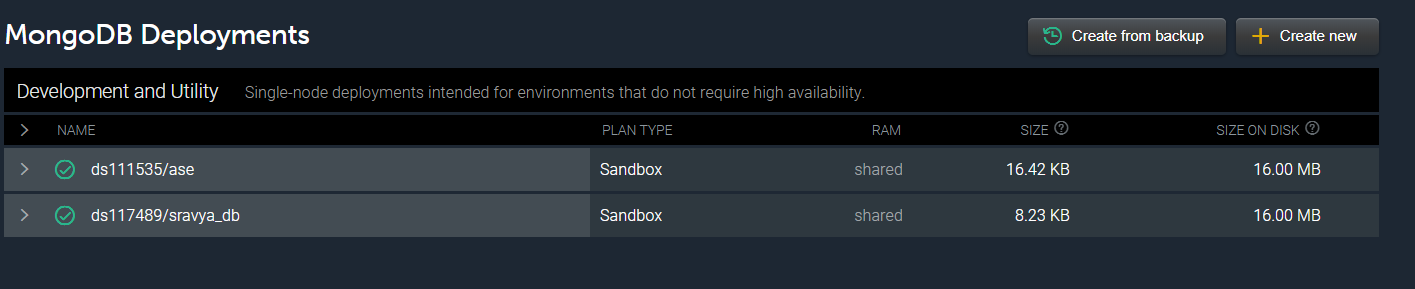 MongoDB Deployments
Create from backup
Create new
Development and Utility Single-node deployments intended for environments that do not require high availability.
NAME PLAN TYPE RAM SIZE SIZE ON DISK
ds111535/ase Sandbox shared 16.42 KB 16.00 MB
ds117489/sravya_db Sandbox shared 8.23 KB 16.00 MB